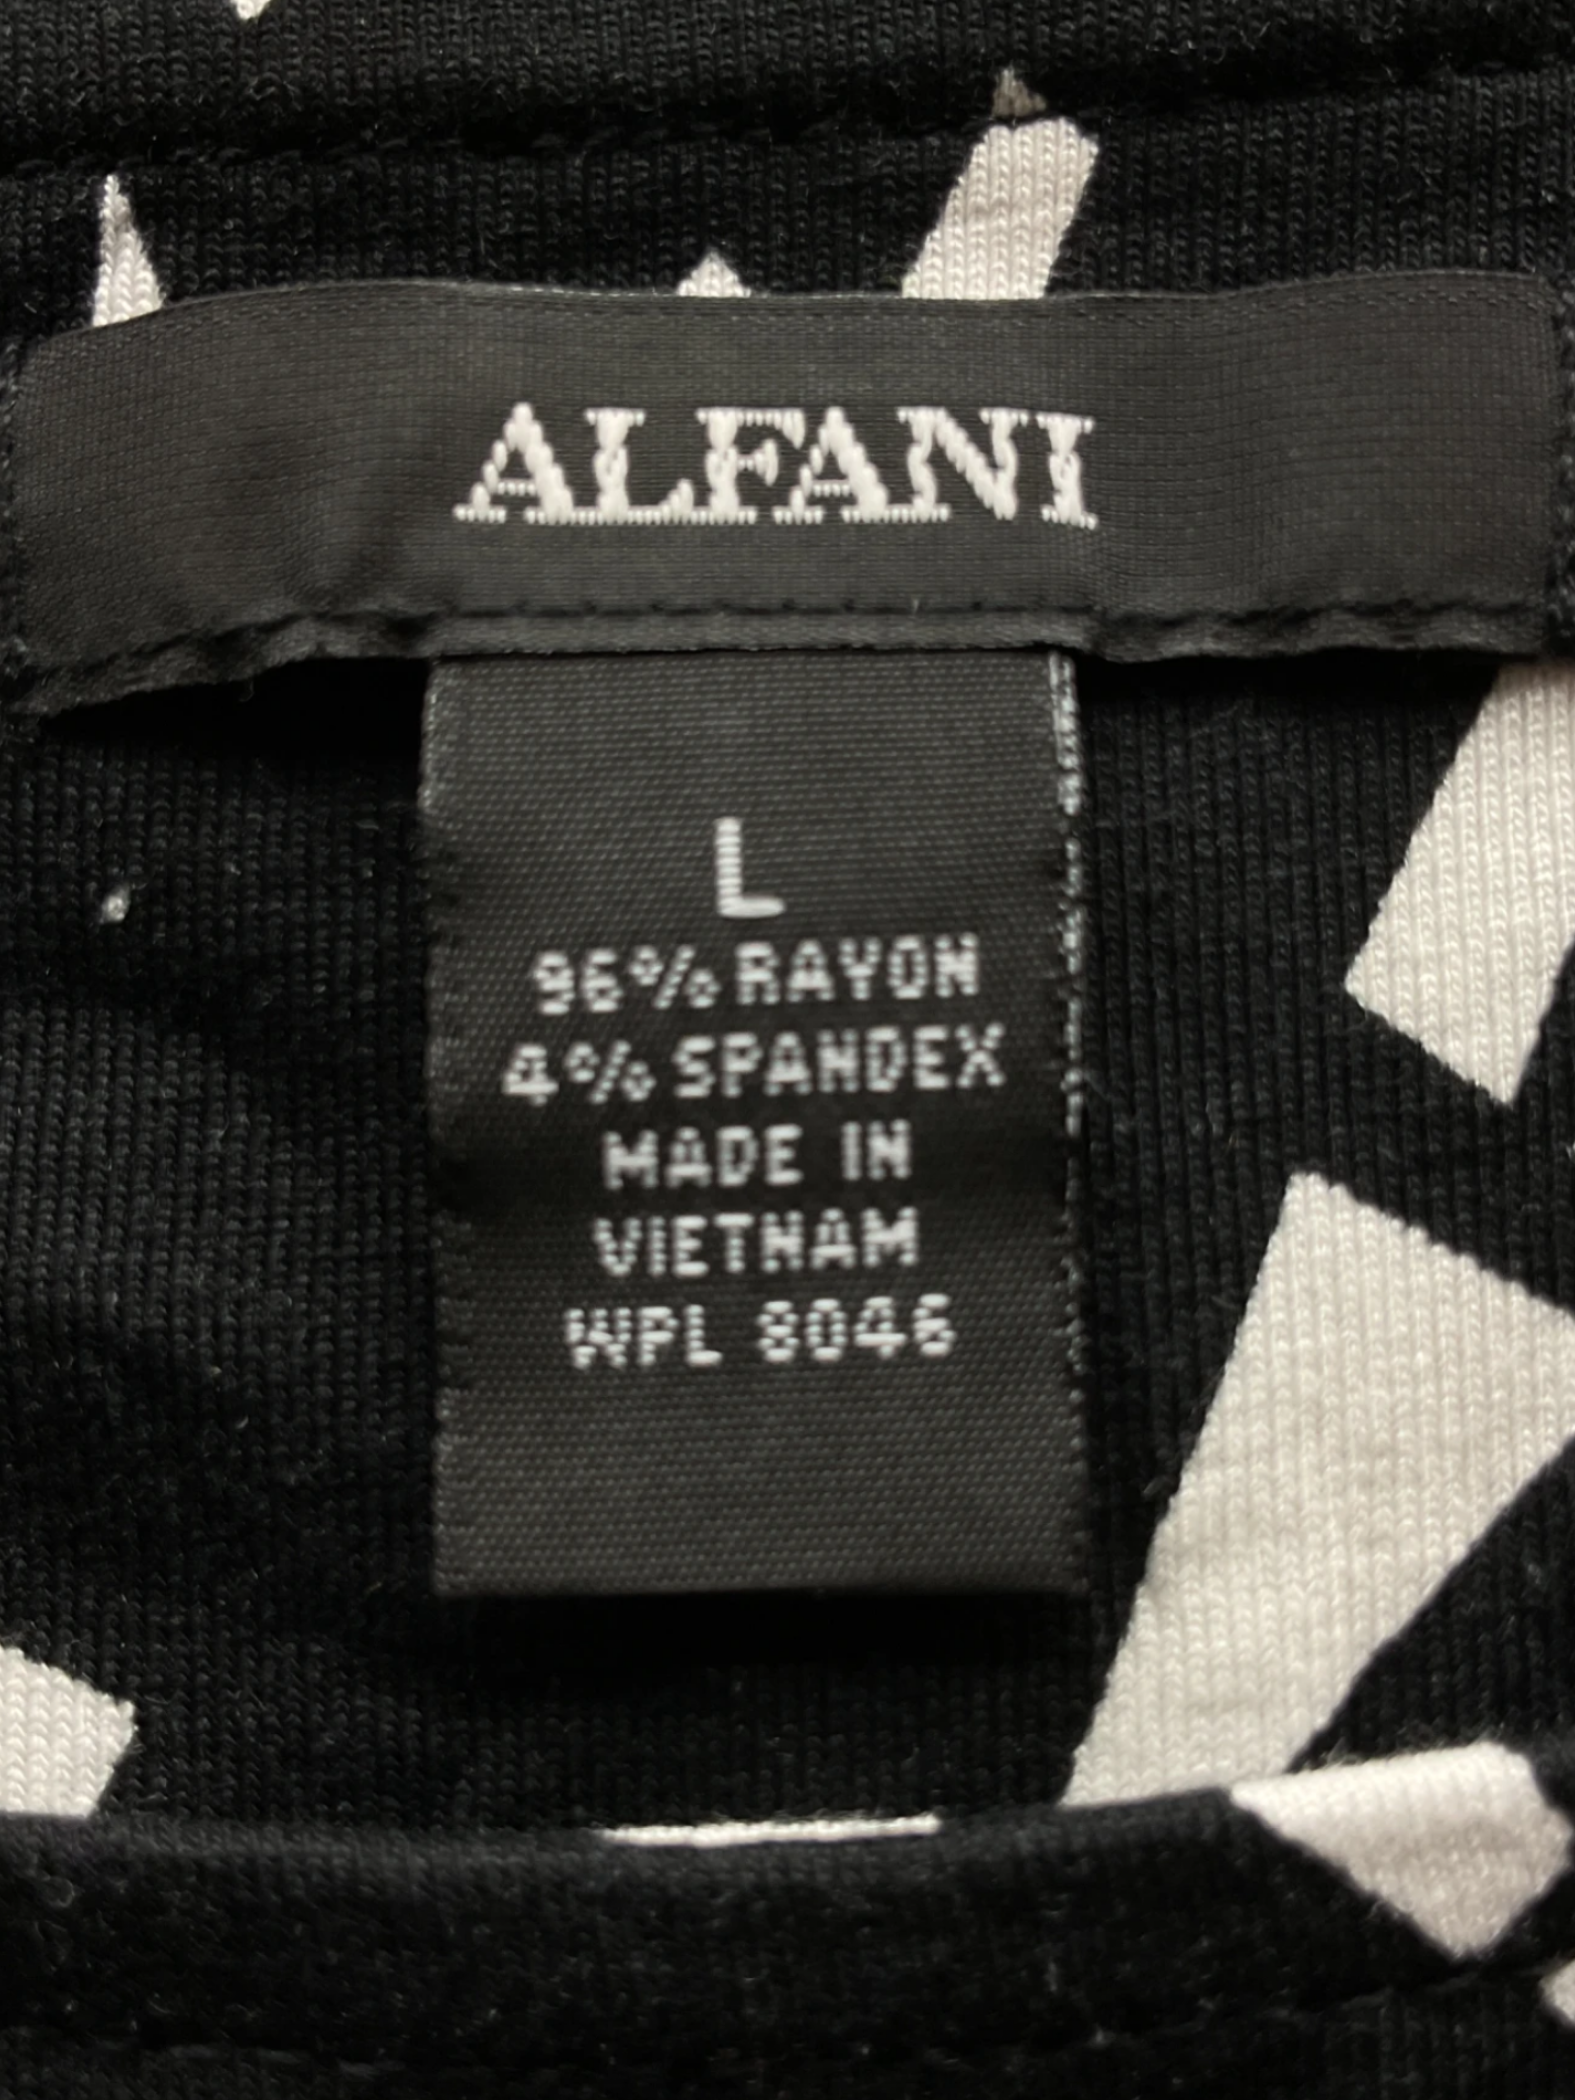 ALFANI
L
96% RAYON
4% SPANDEX
MADE IN
VIETNAM
WPL 8046